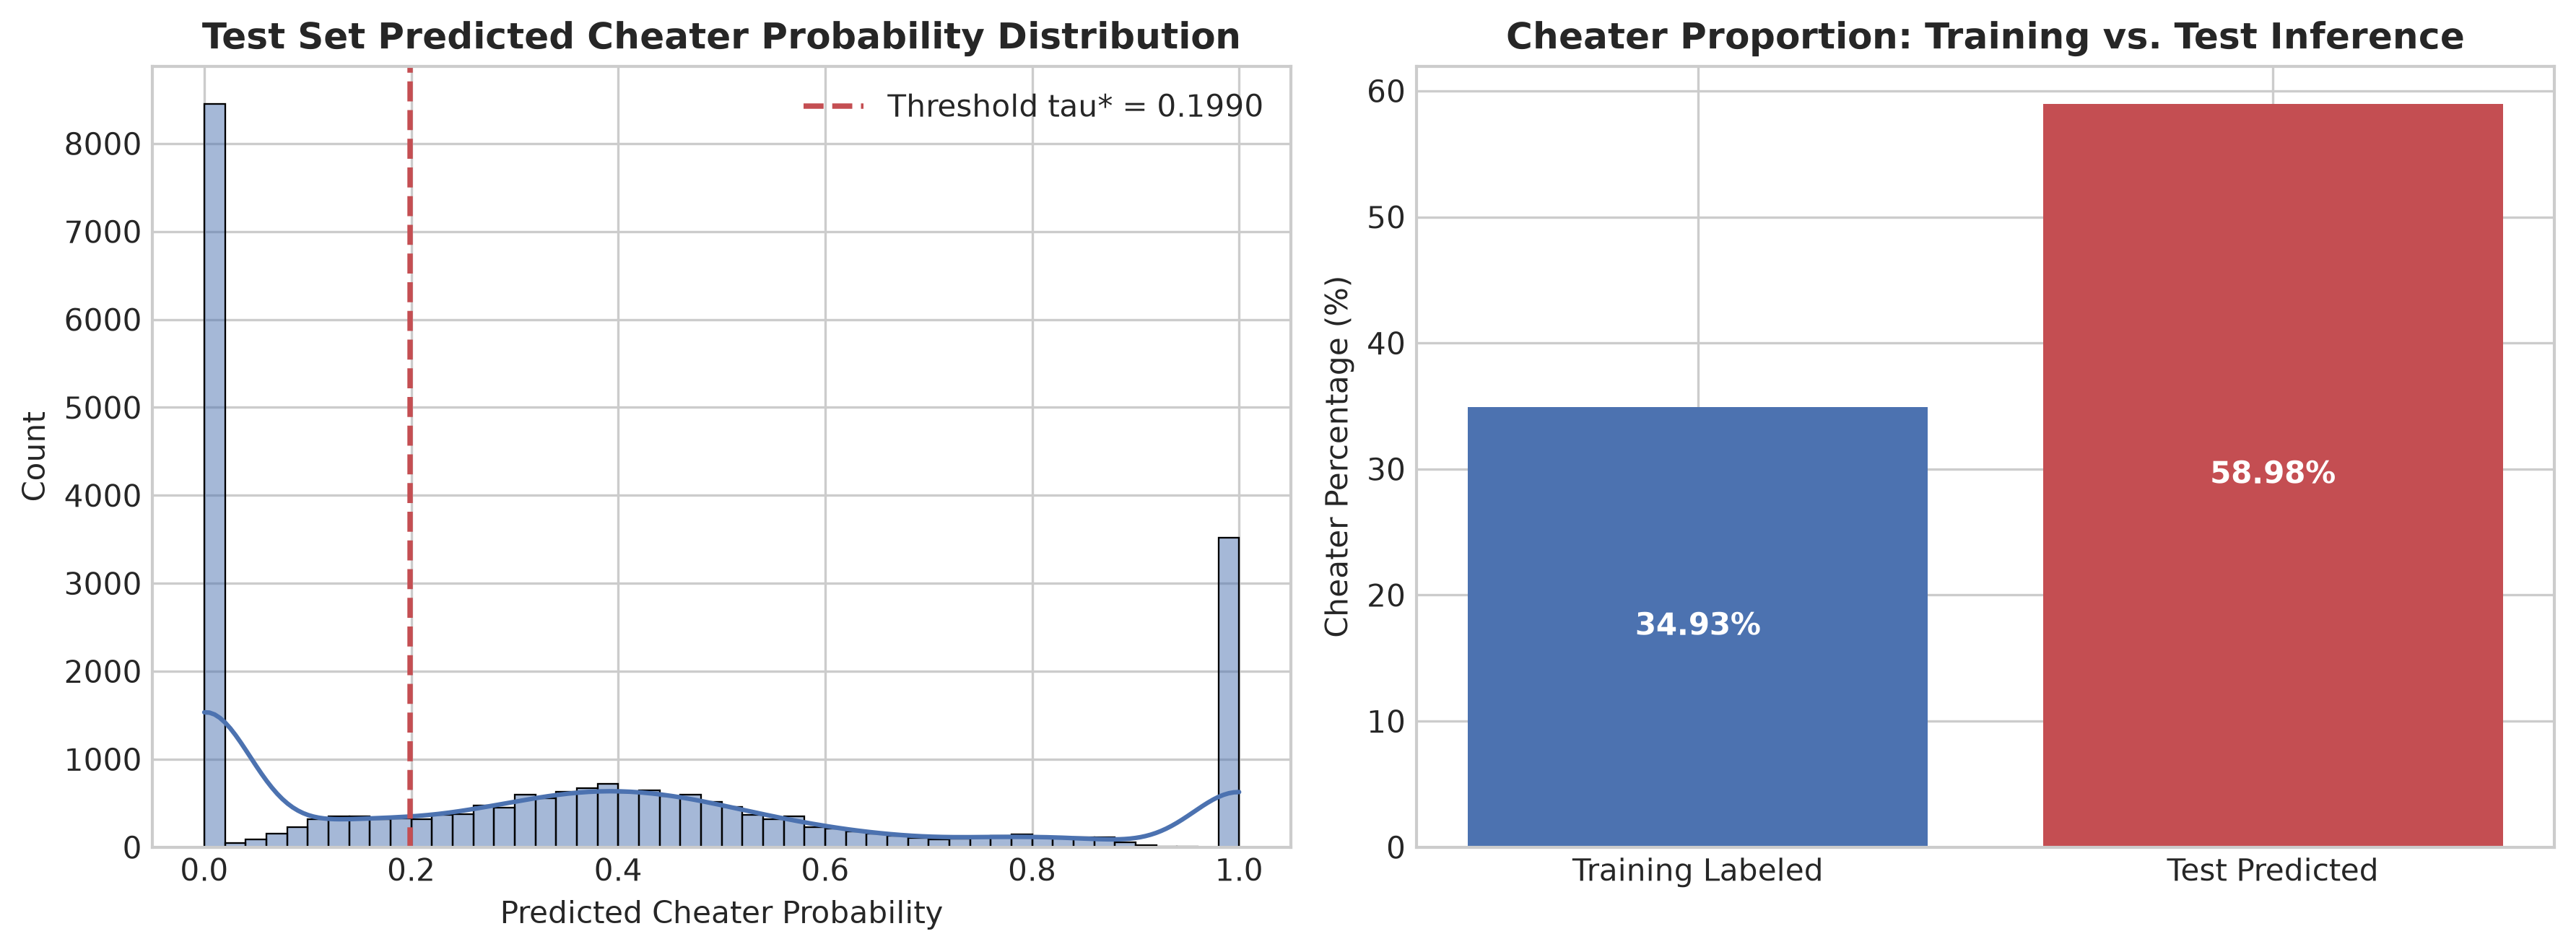 Test Set Predicted Cheater Probability Distribution
Threshold tau* = 0.1990
Count
8000
7000
6000
5000
4000
3000
2000
1000
0
0.0 0.2 0.4 0.6 0.8 1.0
Predicted Cheater Probability
Cheater Proportion: Training vs. Test Inference
Cheater Percentage (%)
60
50
40
30
20
10
0
34.93%
58.98%
Training Labeled Test Predicted